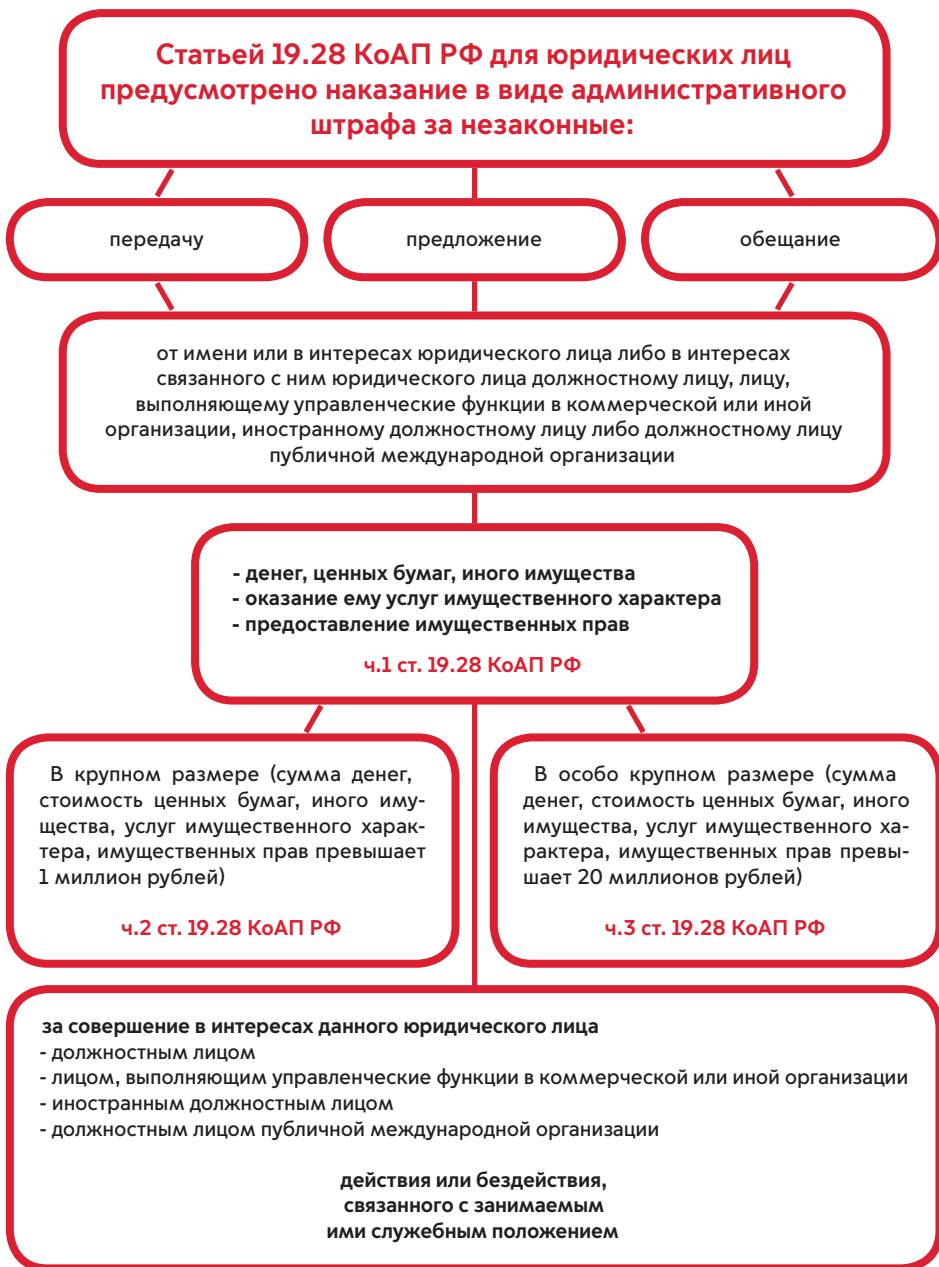 Статьей 19.28 КоАП РФ для юридических лиц
предусмотрено наказание в виде административного
штрафа за незаконные:
передачу
предложение
обещание
от имени или в интересах юридического лица либо в интересах
связанного с ним юридического лица должностному лицу, лицу,
выполняющему управленческие функции в коммерческой или иной
организации, иностранному должностному лицу либо должностному лицу
публичной международной организации
- денег, ценных бумаг, иного имущества
- оказание ему услуг имущественного характера
- предоставление имущественных прав
ч.1 ст. 19.28 КоАП РФ
В крупном размере (сумма денег,
стоимость ценных бумаг, иного иму-
щества, услуг имущественного харак-
тера, имущественных прав превышает
1 миллион рублей)
ч.2 ст. 19.28 КоАП РФ
В особо крупном размере (сумма
денег, стоимость ценных бумаг, иного
имущества, услуг имущественного ха-
рактера, имущественных прав превы-
шает 20 миллионов рублей)
ч.3 ст. 19.28 КоАП РФ
за совершение в интересах данного юридического лица
- должностным лицом
- лицом, выполняющим управленческие функции в коммерческой или иной организации
- иностранным должностным лицом
- должностным лицом публичной международной организации
действия или бездействия,
связанного с занимаемым
ими служебным положением